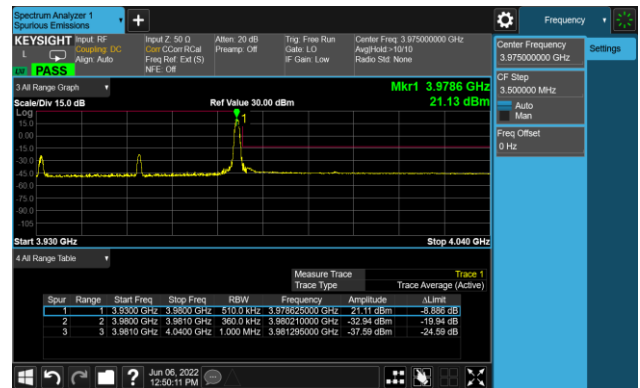 Spectrum Analyzer 1
Spurious Emissions
Frequency
KEYSIGHT
L
PASS
Input: RF
Coupling: DC
Align: Auto
Input Z: 50 Ω
Corr CCorr RCal
Freq Ref: Ext (S)
NFE: Off
Atten: 20 dB
Preamp: Off
Trig: Free Run
Gate: LO
IF Gain: Low
Center Freq: 3.975000000 GHz
Avg|Hold:>10/10
Radio Std: None
Center Frequency
3.975000000 GHz
Settings
CF Step
3.500000 MHz
Auto
Man
Freq Offset
0 Hz
3 All Range Graph
Mkr1 3.9786 GHz
Scale/Div 15.0 dB
Ref Value 30.00 dBm
21.13 dBm
Log
15.0
0.00
-15.0
-30.0
-45.0
-60.0
-75.0
-90.0
-105
1
Start 3.930 GHz
Stop 4.040 GHz
4 All Range Table
Measure Trace Trace 1
Trace Type Trace Average (Active)
Spur Range Start Freq Stop Freq RBW Frequency Amplitude ΔLimit
1 1 3.9300 GHz 3.9800 GHz 510.0 kHz 3.978625000 GHz 21.11 dBm -8.886 dB
2 2 3.9800 GHz 3.9810 GHz 360.0 kHz 3.980210000 GHz -32.94 dBm -19.94 dB
3 3 3.9810 GHz 4.0400 GHz 1.000 MHz 3.981295000 GHz -37.59 dBm -24.59 dB
Jun 06, 2022
12:50:11 PM